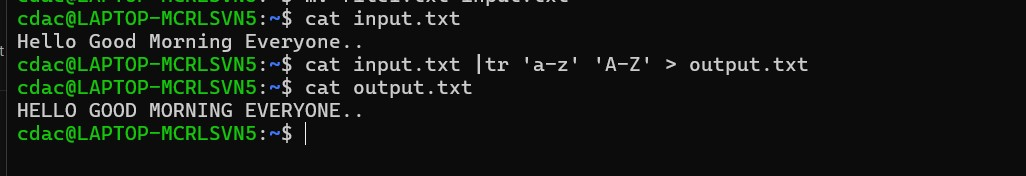 cdac@LAPTOP-MCRLSVN5:~$ cat input.txt
Hello Good Morning Everyone..
cdac@LAPTOP-MCRLSVN5:~$ cat input.txt |tr 'a-z' 'A-Z' > output.txt
cdac@LAPTOP-MCRLSVN5:~$ cat output.txt
HELLO GOOD MORNING EVERYONE..
cdac@LAPTOP-MCRLSVN5:~$